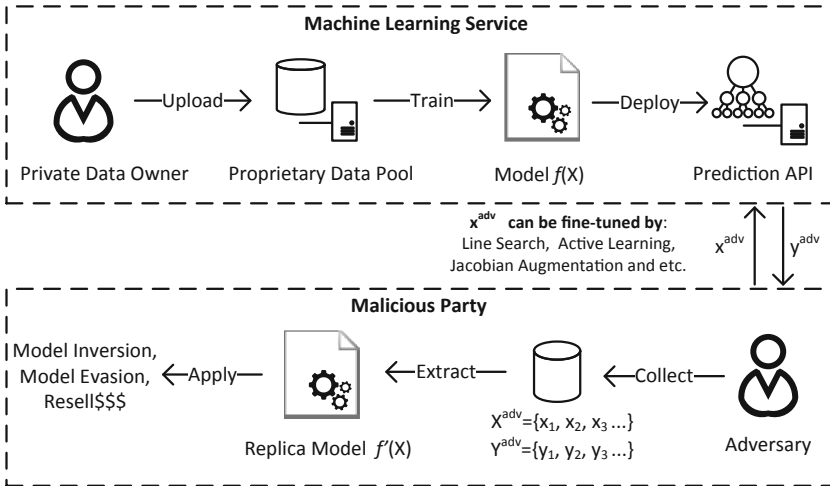 Machine Learning Service
Upload
Train
Deploy
Private Data Owner
Proprietary Data Pool
Model f(X)
Prediction API
x^adv can be fine-tuned by:
Line Search, Active Learning,
Jacobian Augmentation and etc.
x^adv
y^adv
Malicious Party
Model Inversion,
Model Evasion,
Resell$$$
Apply
Extract
Collect
Replica Model f'(X)
X^adv={x₁, x₂, x₃ ...}
Y^adv={y₁, y₂, y₃ ...}
Adversary